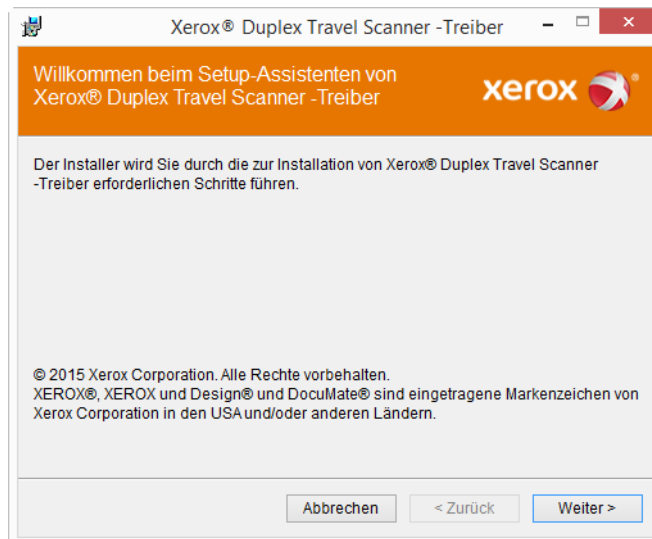 Xerox® Duplex Travel Scanner -Treiber
Willkommen beim Setup-Assistenten von
Xerox® Duplex Travel Scanner -Treiber
xerox ®
Der Installer wird Sie durch die zur Installation von Xerox® Duplex Travel Scanner
-Treiber erforderlichen Schritte führen.
© 2015 Xerox Corporation. Alle Rechte vorbehalten.
XEROX®, XEROX und Design® und DocuMate® sind eingetragene Markenzeichen von
Xerox Corporation in den USA und/oder anderen Ländern.
Abbrechen < Zurück Weiter >